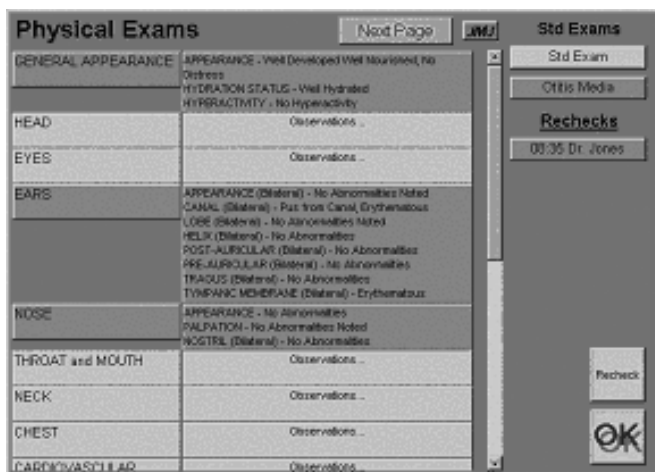 Physical Exams
Next Page
JMJ
Std Exams
GENERAL APPEARANCE
APPEARANCE - Well Developed Well Nourished, No
Distress
HYDRATION STATUS - Well Hydrated
HYPERACTIVITY - No Hyperactivity
Std Exam
Otitis Media
Rechecks
08:35 Dr. Jones
HEAD
Observations...
EYES
Observations...
EARS
APPEARANCE (Bilateral) - No Abnormalities Noted
CANAL (Bilateral) - Pus from Canal, Erythematous
LOBE (Bilateral) - No Abnormalities Noted
HELIX (Bilateral) - No Abnormalities
POST-AURICULAR (Bilateral) - No Abnormalities
PRE-AURICULAR (Bilateral) - No Abnormalities
TRAGUS (Bilateral) - No Abnormalities
TYMPANIC MEMBRANE (Bilateral) - Erythematous
NOSE
APPEARANCE - No Abnormalities
PALPATION - No Abnormalities Noted
NOSTRIL (Bilateral) - No Abnormalities
THROAT and MOUTH
Observations...
NECK
Observations...
CHEST
Observations...
CARDIOVASCULAR
Observations...
Recheck
OK